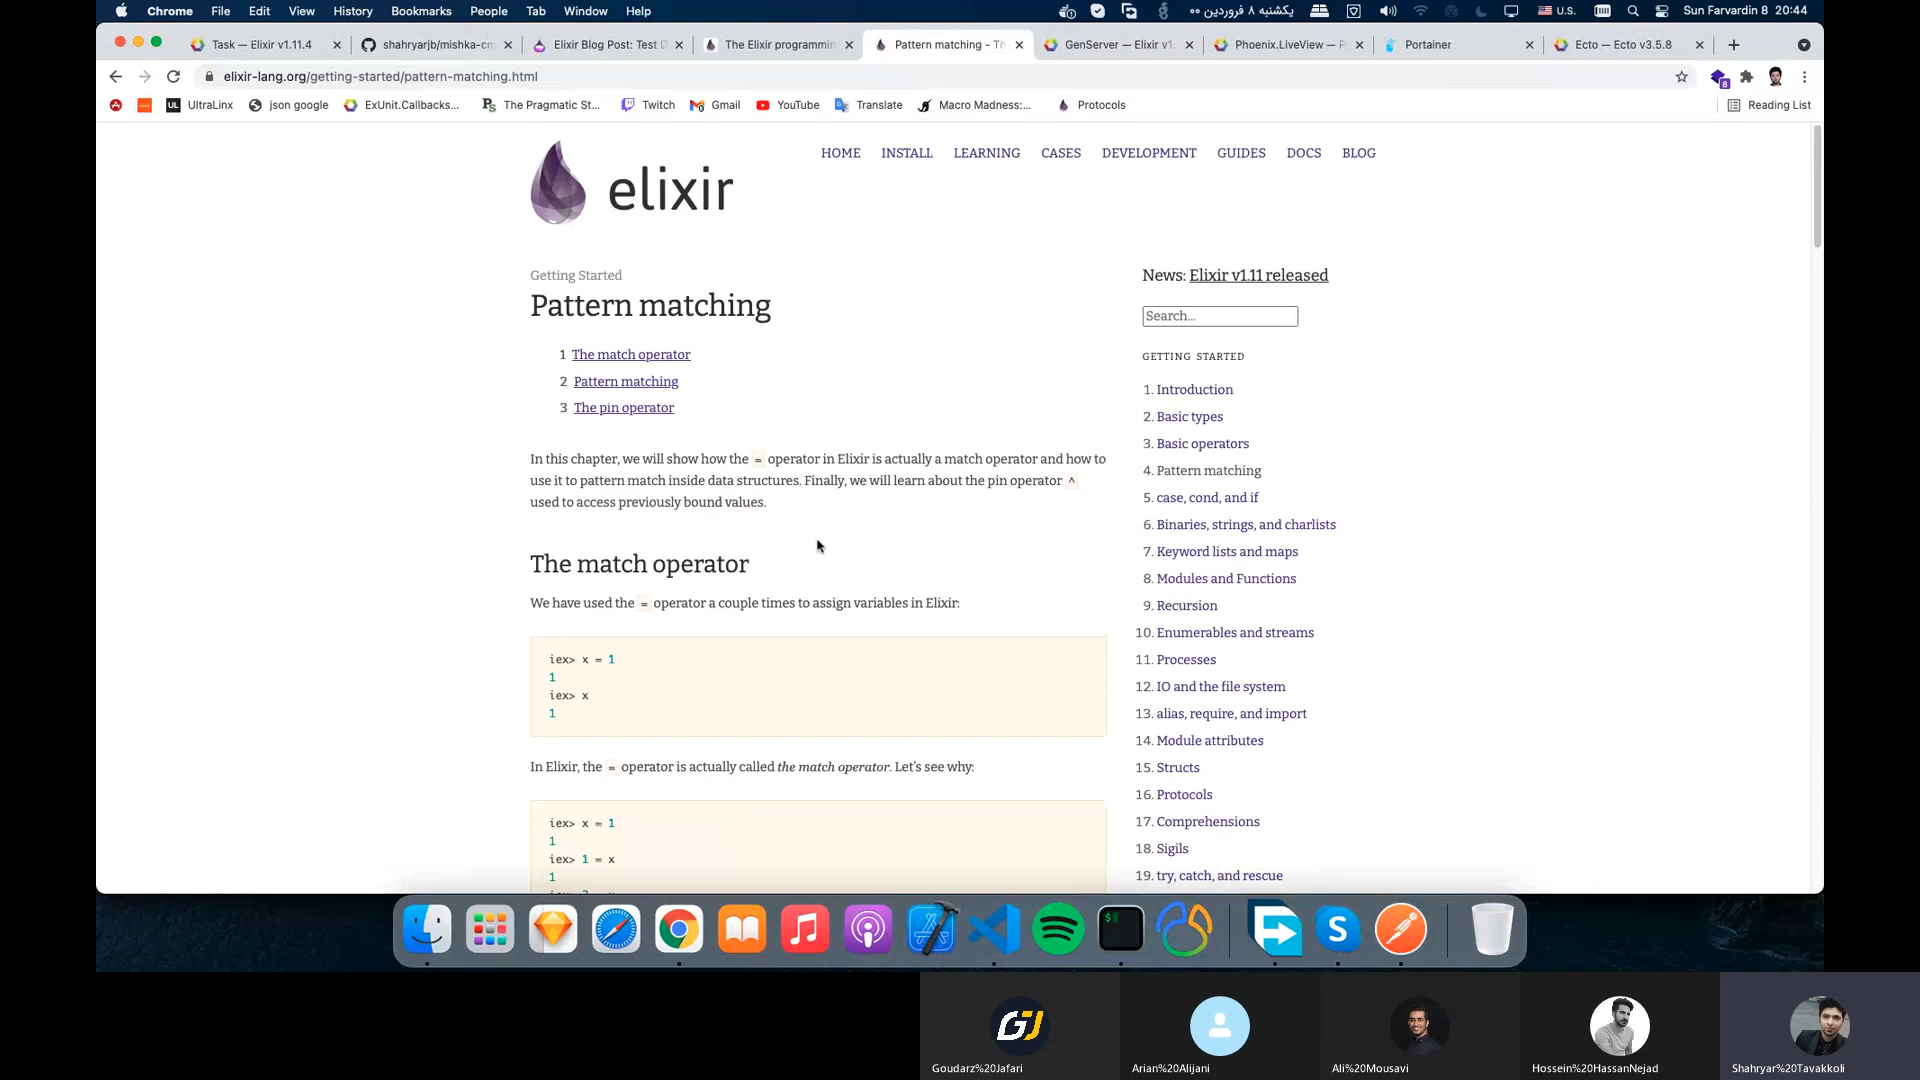 Chrome File Edit View History Bookmarks People Tab Window Help
یکشنبه ۸ فروردین ۰۰
U.S.
Sun Farvardin 8 20:44
Task — Elixir v1.11.4
shahryarjb/mishka-cm
Elixir Blog Post: Test D
The Elixir programmin
Pattern matching - Th
GenServer — Elixir v1.
Phoenix.LiveView — P
Portainer
Ecto — Ecto v3.5.8
elixir-lang.org/getting-started/pattern-matching.html
8
UL UltraLinx
json google
ExUnit.Callbacks...
Ps The Pragmatic St...
Twitch
Gmail
YouTube
Translate
Macro Madness:...
Protocols
Reading List
elixir
HOME INSTALL LEARNING CASES DEVELOPMENT GUIDES DOCS BLOG
Getting Started
Pattern matching
1 The match operator
2 Pattern matching
3 The pin operator
In this chapter, we will show how the = operator in Elixir is actually a match operator and how to
use it to pattern match inside data structures. Finally, we will learn about the pin operator ^
used to access previously bound values.
The match operator
We have used the = operator a couple times to assign variables in Elixir:
iex> x = 1
1
iex> x
1
In Elixir, the = operator is actually called the match operator. Let's see why:
iex> x = 1
1
iex> 1 = x
1
News: Elixir v1.11 released
Search...
GETTING STARTED
1. Introduction
2. Basic types
3. Basic operators
4. Pattern matching
5. case, cond, and if
6. Binaries, strings, and charlists
7. Keyword lists and maps
8. Modules and Functions
9. Recursion
10. Enumerables and streams
11. Processes
12. IO and the file system
13. alias, require, and import
14. Module attributes
15. Structs
16. Protocols
17. Comprehensions
18. Sigils
19. try, catch, and rescue
$
S
GJ
Goudarz%20Jafari
Arian%20Alijani
Ali%20Mousavi
Hossein%20HassanNejad
Shahryar%20Tavakkoli